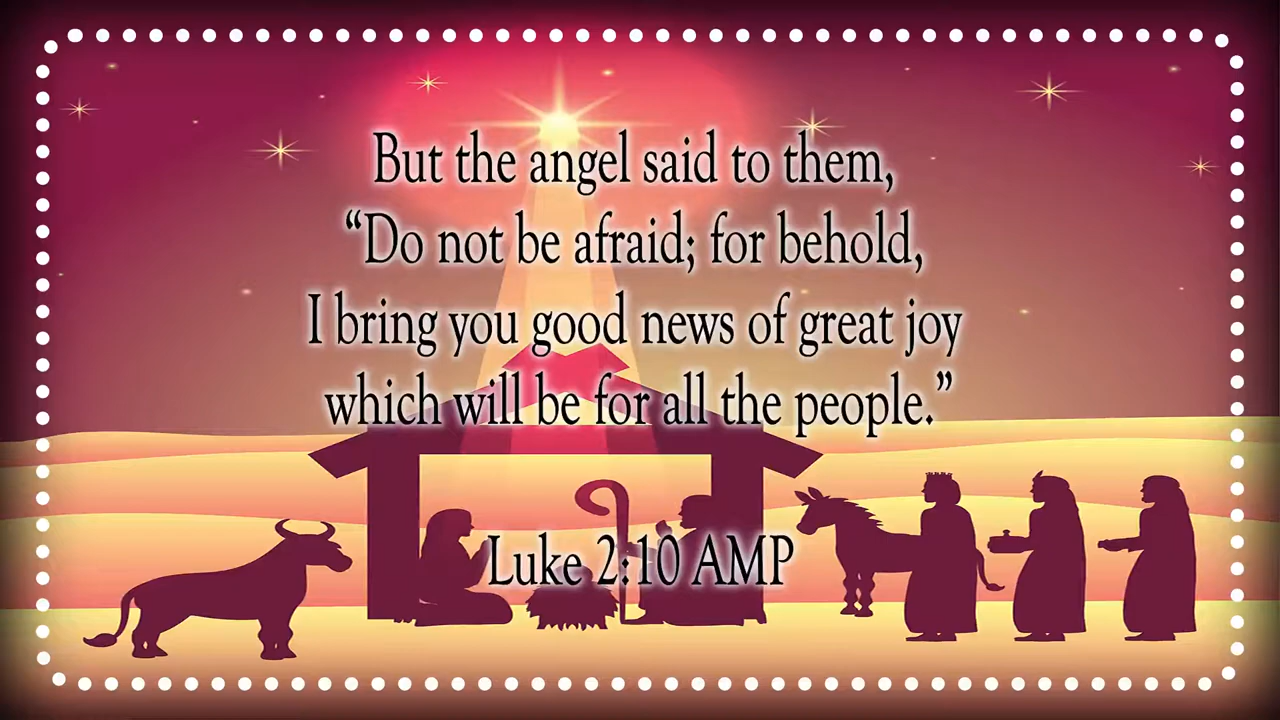 But the angel said to them,
“Do not be afraid; for behold,
I bring you good news of great joy
which will be for all the people.”
Luke 2:10 AMP